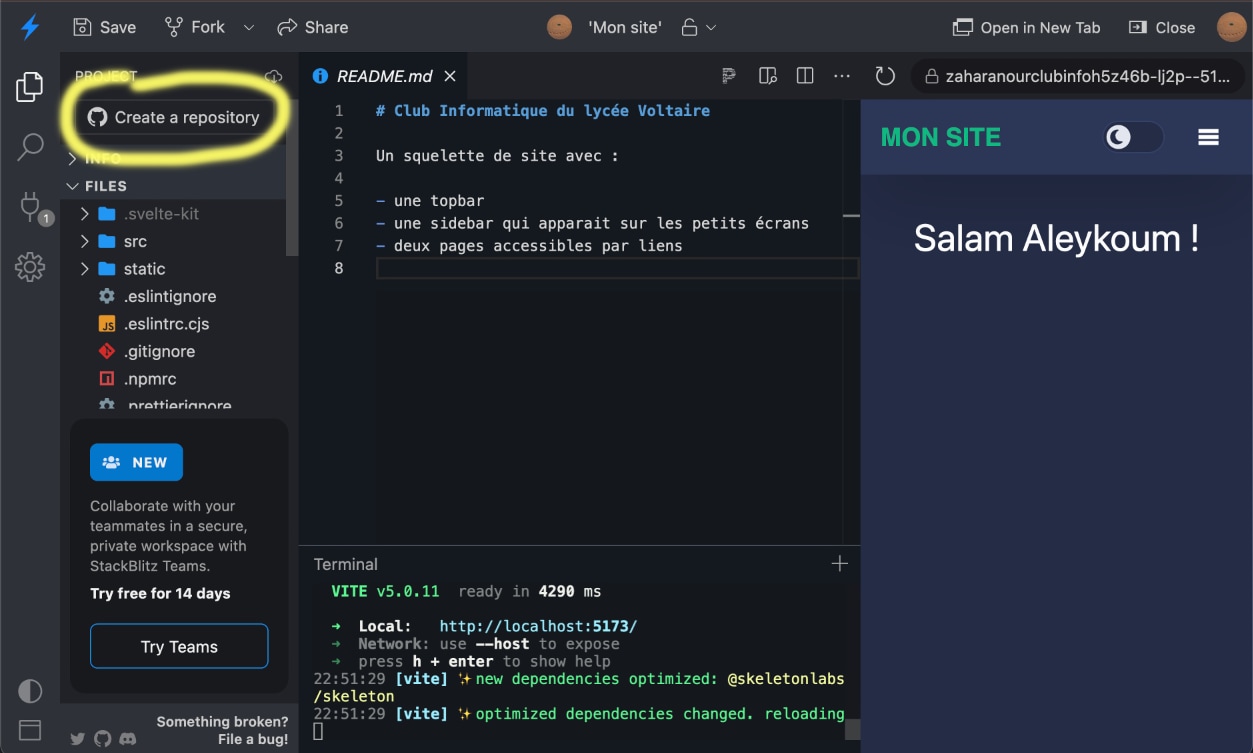 Save
Fork
Share
'Mon site'
Open in New Tab
Close
PROJECT
Create a repository
INFO
FILES
.svelte-kit
src
static
.eslintignore
.eslintrc.cjs
.gitignore
.npmrc
.prettierignore
1
NEW
Collaborate with your
teammates in a secure,
private workspace with
StackBlitz Teams.
Try free for 14 days
Try Teams
Something broken?
File a bug!
README.md
1 # Club Informatique du lycée Voltaire
2
3 Un squelette de site avec :
4
5 - une topbar
6 - une sidebar qui apparait sur les petits écrans
7 - deux pages accessibles par liens
8
Terminal
VITE v5.0.11 ready in 4290 ms
➜ Local: http://localhost:5173/
➜ Network: use --host to expose
➜ press h + enter to show help
22:51:29 [vite] ✨ new dependencies optimized: @skeletonlabs
/skeleton
22:51:29 [vite] ✨ optimized dependencies changed. reloading
zaharanourclubinfoh5z46b-lj2p--51...
MON SITE
Salam Aleykoum !